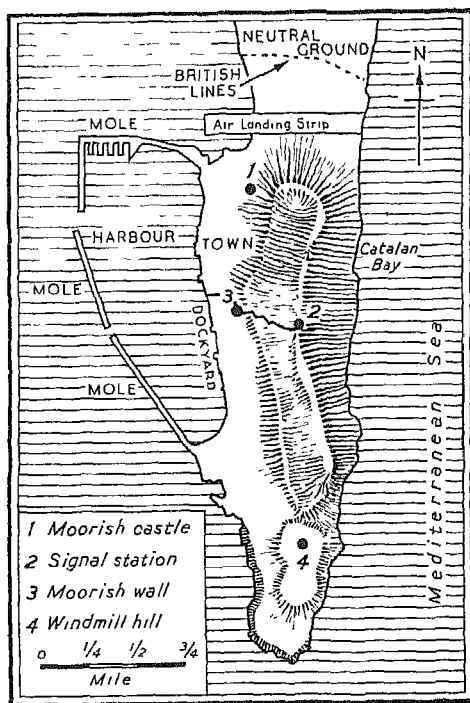 NEUTRAL
GROUND
BRITISH
LINES
N
MOLE
Air Landing Strip
1
HARBOUR
TOWN
Catalan
Bay
MOLE
3
2
DOCKYARD
MOLE
Mediterranean Sea
4
1 Moorish castle
2 Signal station
3 Moorish wall
4 Windmill hill
0 1/4 1/2 3/4
Mile